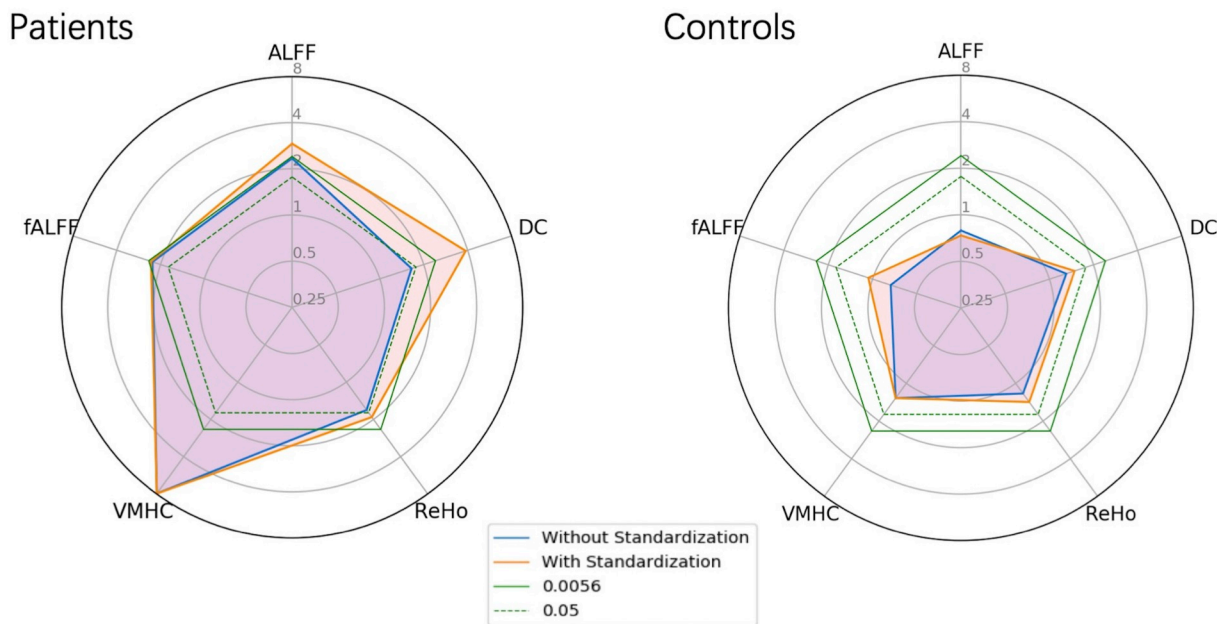 Patients
Controls
ALFF
8
4
2
1
0.5
0.25
DC
fALFF
VMHC
ReHo
ALFF
8
4
2
1
0.5
0.25
DC
fALFF
VMHC
ReHo
Without Standardization
With Standardization
0.0056
0.05